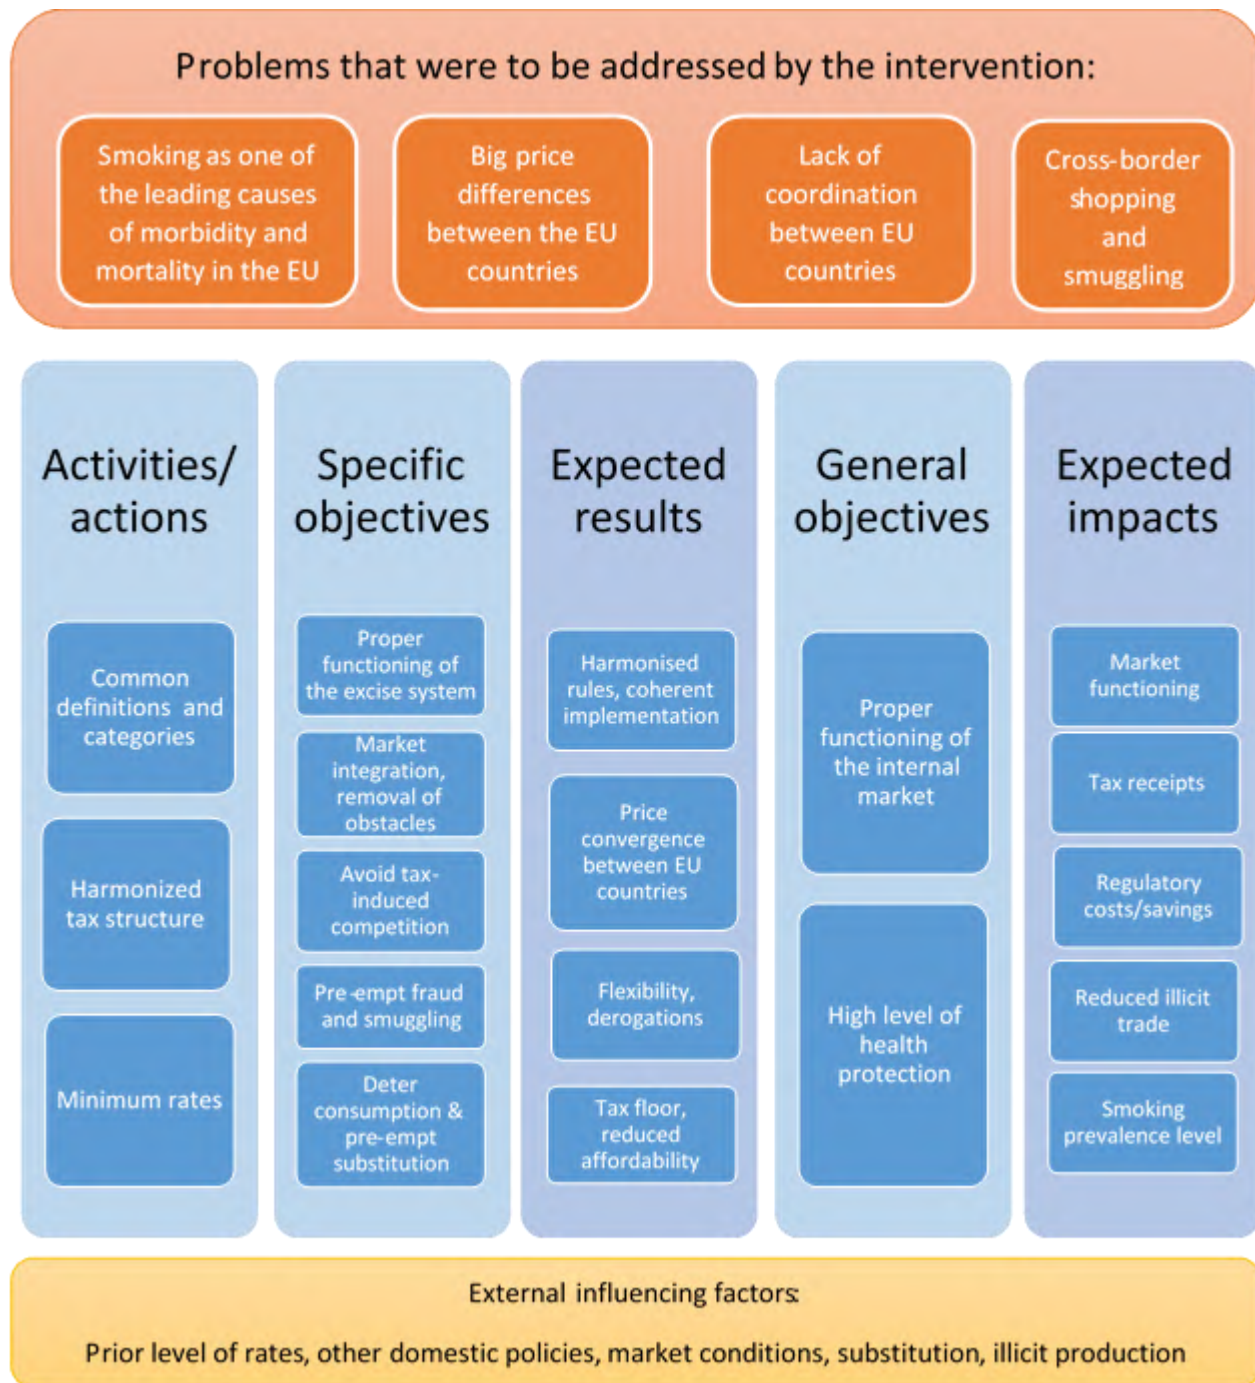 Problems that were to be addressed by the intervention:
Smoking as one of
the leading causes
of morbidity and
mortality in the EU
Big price
differences
between the EU
countries
Lack of
coordination
between EU
countries
Cross-border
shopping
and
smuggling
Activities/
actions
Common
definitions and
categories
Harmonized
tax structure
Minimum rates
Specific
objectives
Proper
functioning of
the excise system
Market
integration,
removal of
obstacles
Avoid tax-
induced
competition
Pre-empt fraud
and smuggling
Deter
consumption &
pre-empt
substitution
Expected
results
Harmonised
rules, coherent
implementation
Price
convergence
between EU
countries
Flexibility,
derogations
Tax floor,
reduced
affordability
General
objectives
Proper
functioning of
the internal
market
High level of
health
protection
Expected
impacts
Market
functioning
Tax receipts
Regulatory
costs/savings
Reduced illicit
trade
Smoking
prevalence level
External influencing factors:
Prior level of rates, other domestic policies, market conditions, substitution, illicit production